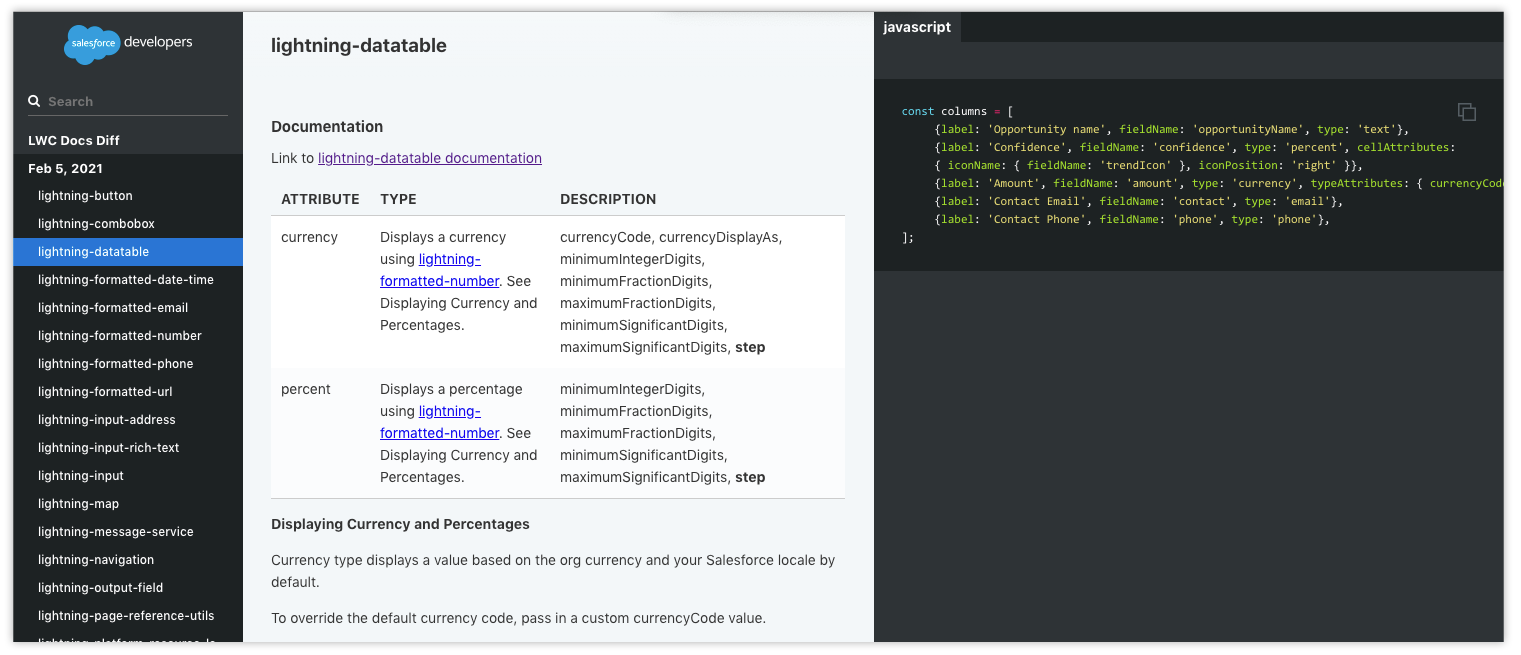 salesforce developers
Search
LWC Docs Diff
Feb 5, 2021
lightning-button
lightning-combobox
lightning-datatable
lightning-formatted-date-time
lightning-formatted-email
lightning-formatted-number
lightning-formatted-phone
lightning-formatted-url
lightning-input-address
lightning-input-rich-text
lightning-input
lightning-map
lightning-message-service
lightning-navigation
lightning-output-field
lightning-page-reference-utils
lightning-datatable
Documentation
Link to lightning-datatable documentation
ATTRIBUTE TYPE DESCRIPTION
currency
Displays a currency
using lightning-
formatted-number. See
Displaying Currency and
Percentages.
currencyCode, currencyDisplayAs,
minimumIntegerDigits,
minimumFractionDigits,
maximumFractionDigits,
minimumSignificantDigits,
maximumSignificantDigits, step
percent
Displays a percentage
using lightning-
formatted-number. See
Displaying Currency and
Percentages.
minimumIntegerDigits,
minimumFractionDigits,
maximumFractionDigits,
minimumSignificantDigits,
maximumSignificantDigits, step
Displaying Currency and Percentages
Currency type displays a value based on the org currency and your Salesforce locale by
default.
To override the default currency code, pass in a custom currencyCode value.
javascript
const columns = [
{label: 'Opportunity name', fieldName: 'opportunityName', type: 'text'},
{label: 'Confidence', fieldName: 'confidence', type: 'percent', cellAttributes:
{ iconName: { fieldName: 'trendIcon' }, iconPosition: 'right' }},
{label: 'Amount', fieldName: 'amount', type: 'currency', typeAttributes: { currencyCode
{label: 'Contact Email', fieldName: 'contact', type: 'email'},
{label: 'Contact Phone', fieldName: 'phone', type: 'phone'},
];